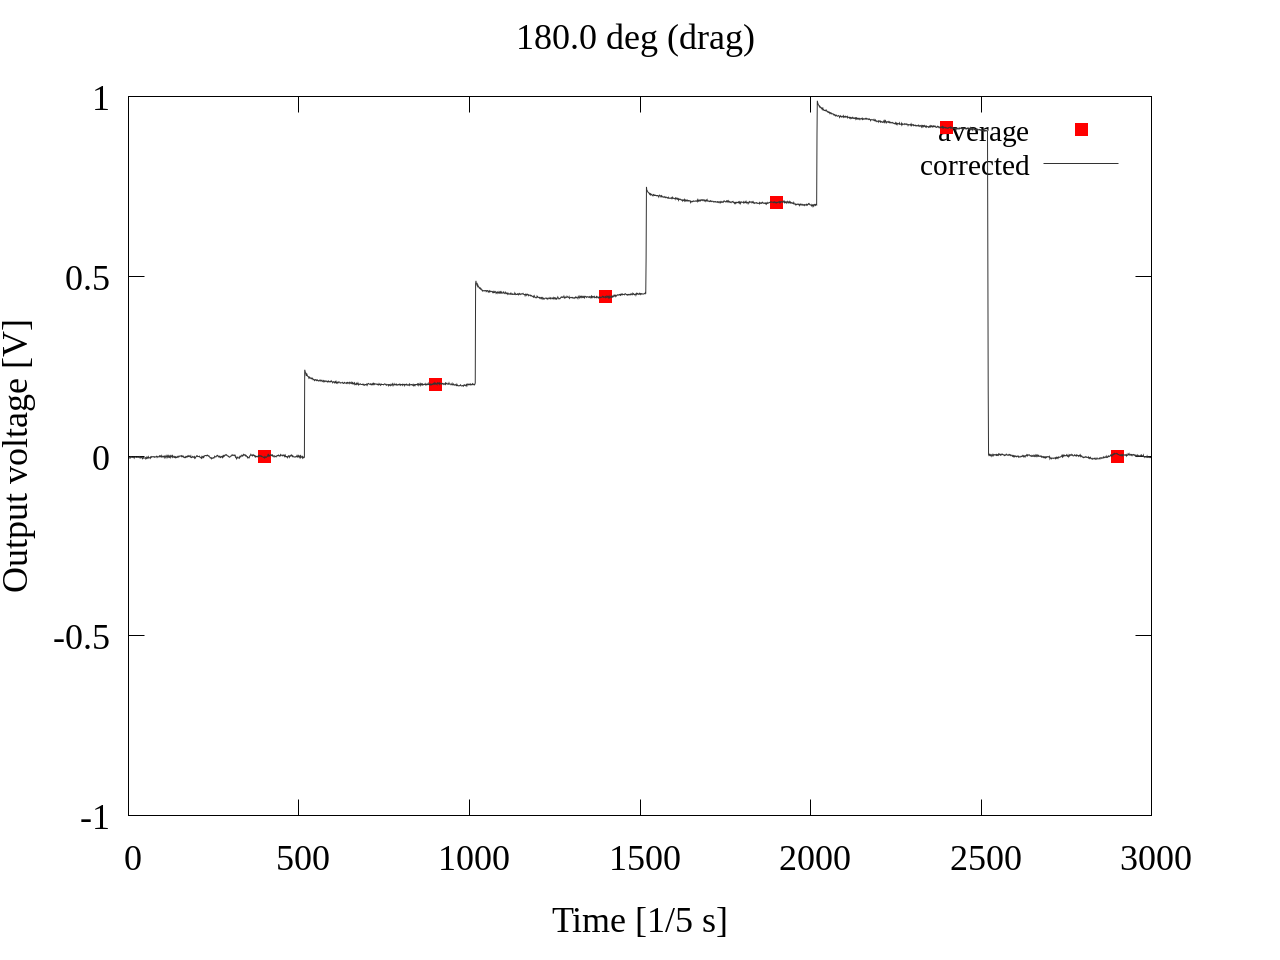 180.0 deg (drag)
1
0.5
0
-0.5
-1
Output voltage [V]
average
corrected
0 500 1000 1500 2000 2500 3000
Time [1/5 s]